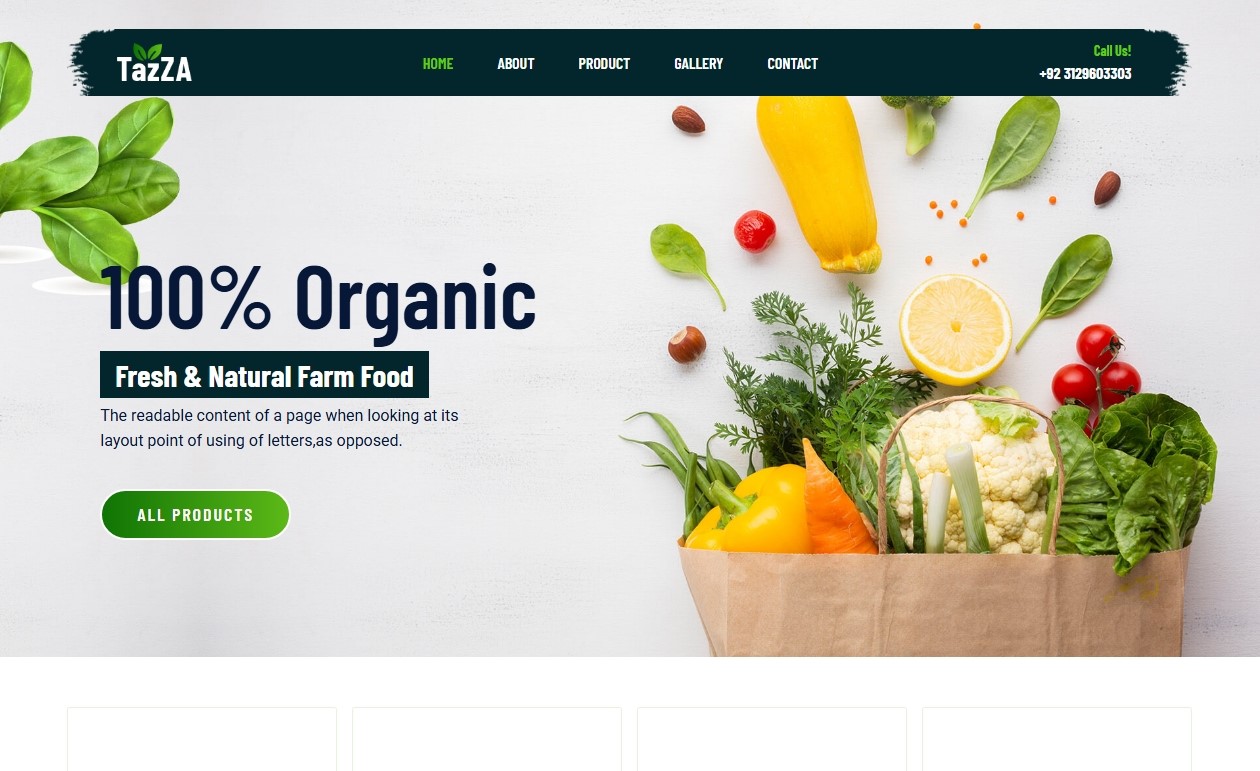 TazZA
HOME
ABOUT
PRODUCT
GALLERY
CONTACT
Call Us!
+92 3129603303
100% Organic
Fresh & Natural Farm Food
The readable content of a page when looking at its
layout point of using of letters,as opposed.
ALL PRODUCTS